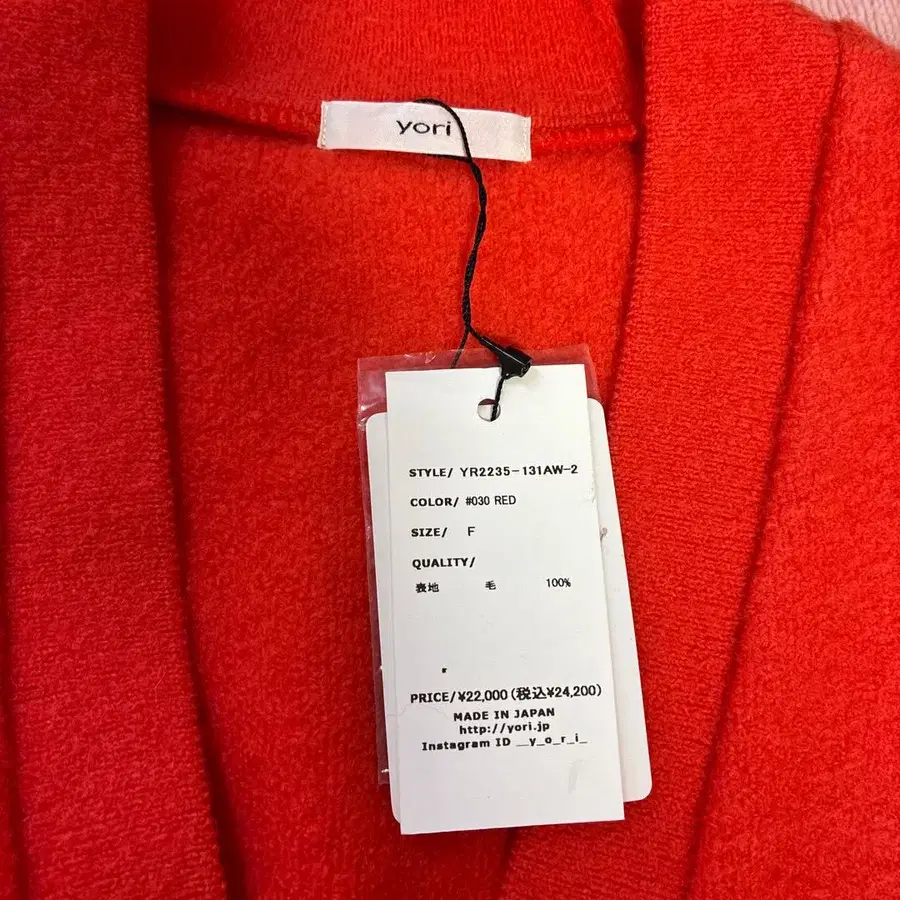 yori
STYLE/ YR2235-131AW-2
COLOR/ #030 RED
SIZE/ F
QUALITY/
表地 毛 100%
PRICE/¥22,000(税込¥24,200)
MADE IN JAPAN
http://yori.jp
Instagram ID __y_o_r_i_